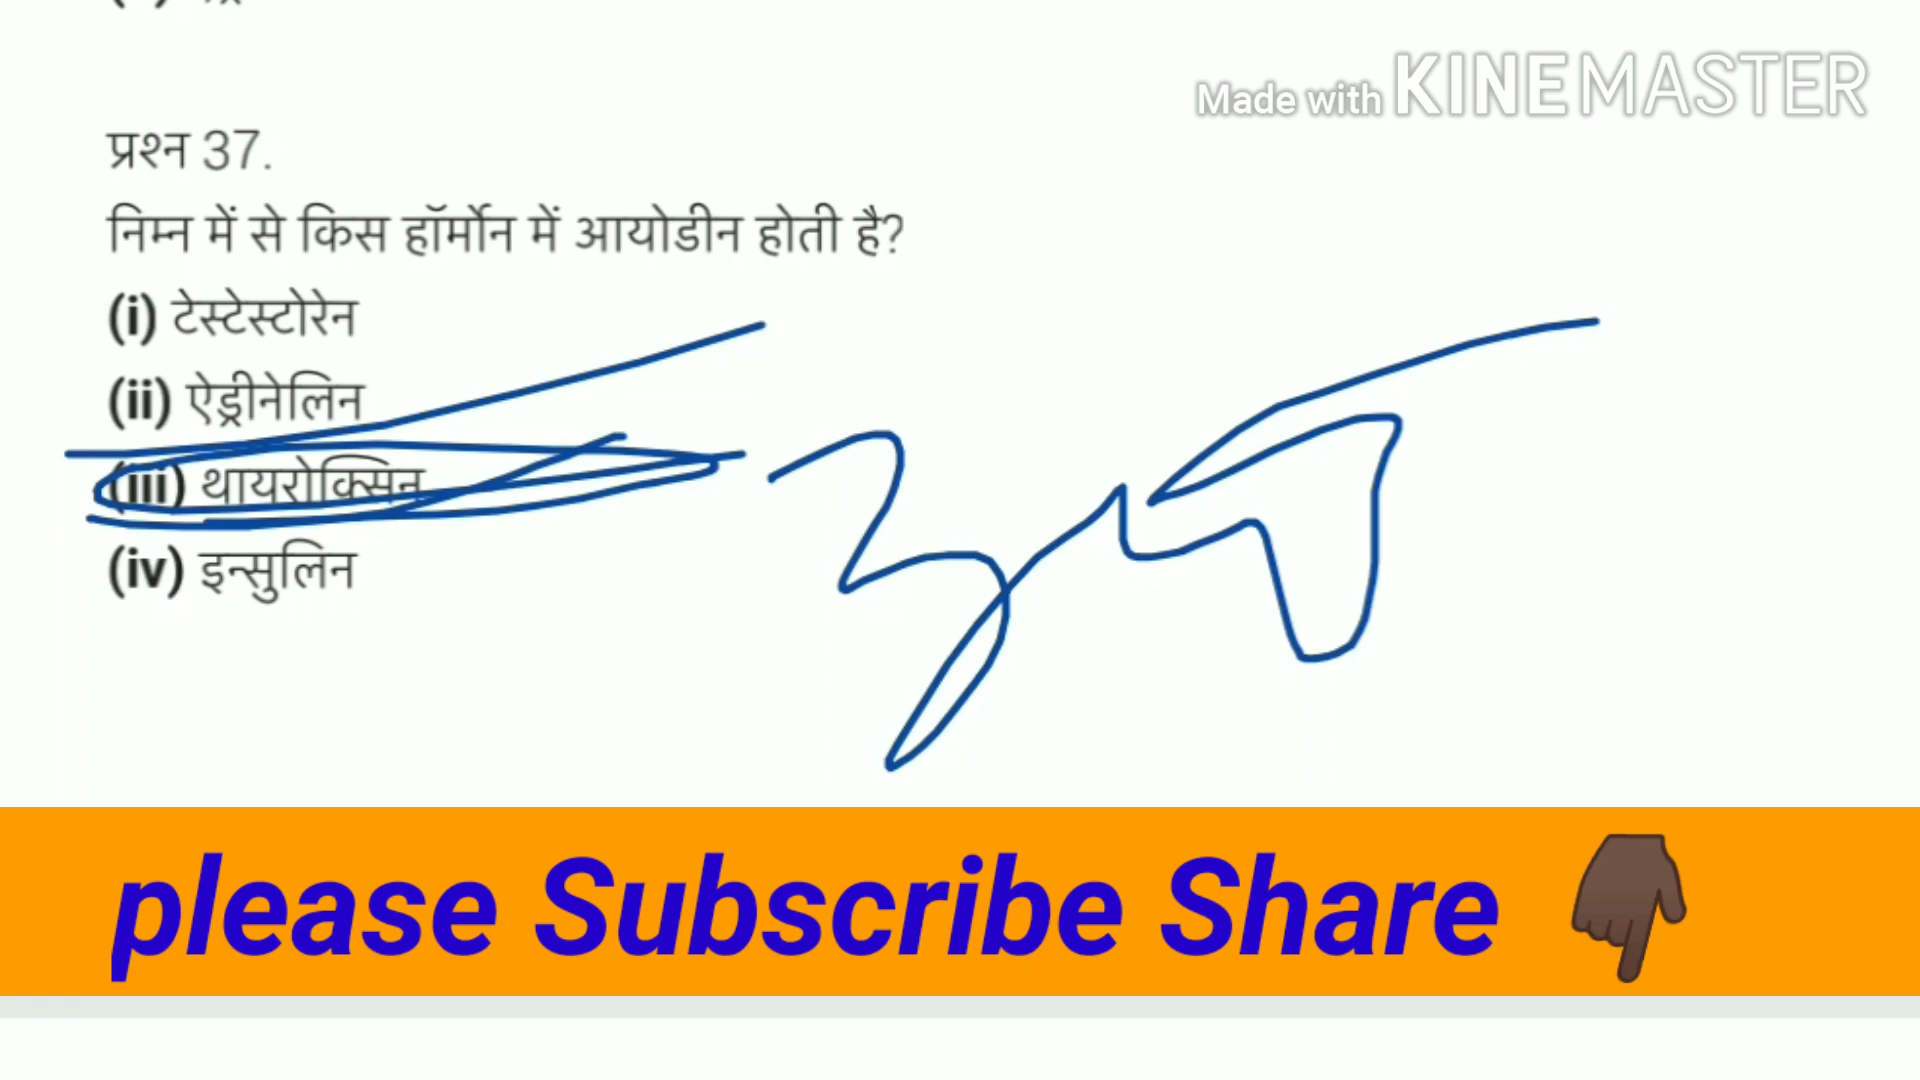 Made with KINEMASTER
प्रश्न 37.
निम्न में से किस हॉर्मोन में आयोडीन होती है?
(i) टेस्टेस्टोरेन
(ii) ऐड्रीनेलिन
(iii) थायरोक्सिन
(iv) इन्सुलिन
please Subscribe Share